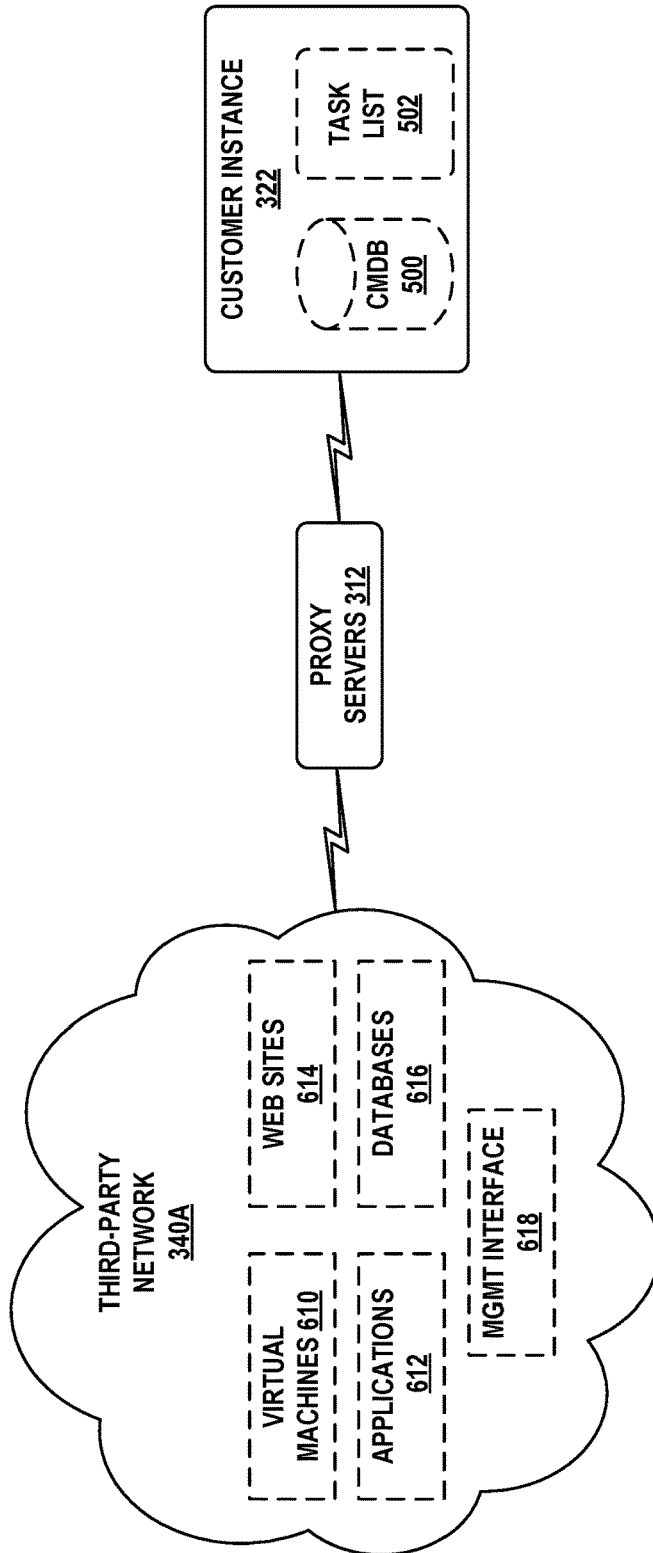 THIRD-PARTY
NETWORK
340A
VIRTUAL
MACHINES 610
WEB SITES
614
APPLICATIONS
612
DATABASES
616
MGMT INTERFACE
618
PROXY
SERVERS 312
CUSTOMER INSTANCE
322
CMDB
500
TASK
LIST
502